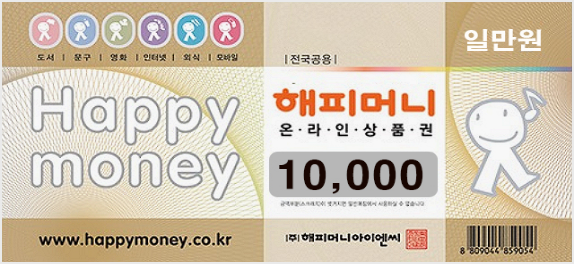 도서 | 문구 | 영화 | 인터넷 | 외식 | 모바일
Happy
money
www.happymoney.co.kr
| 전국공용 |
해피머니
온·라·인·상·품·권
10,000
(주) 해피머니아이엔씨
일만원
8 809044 859054